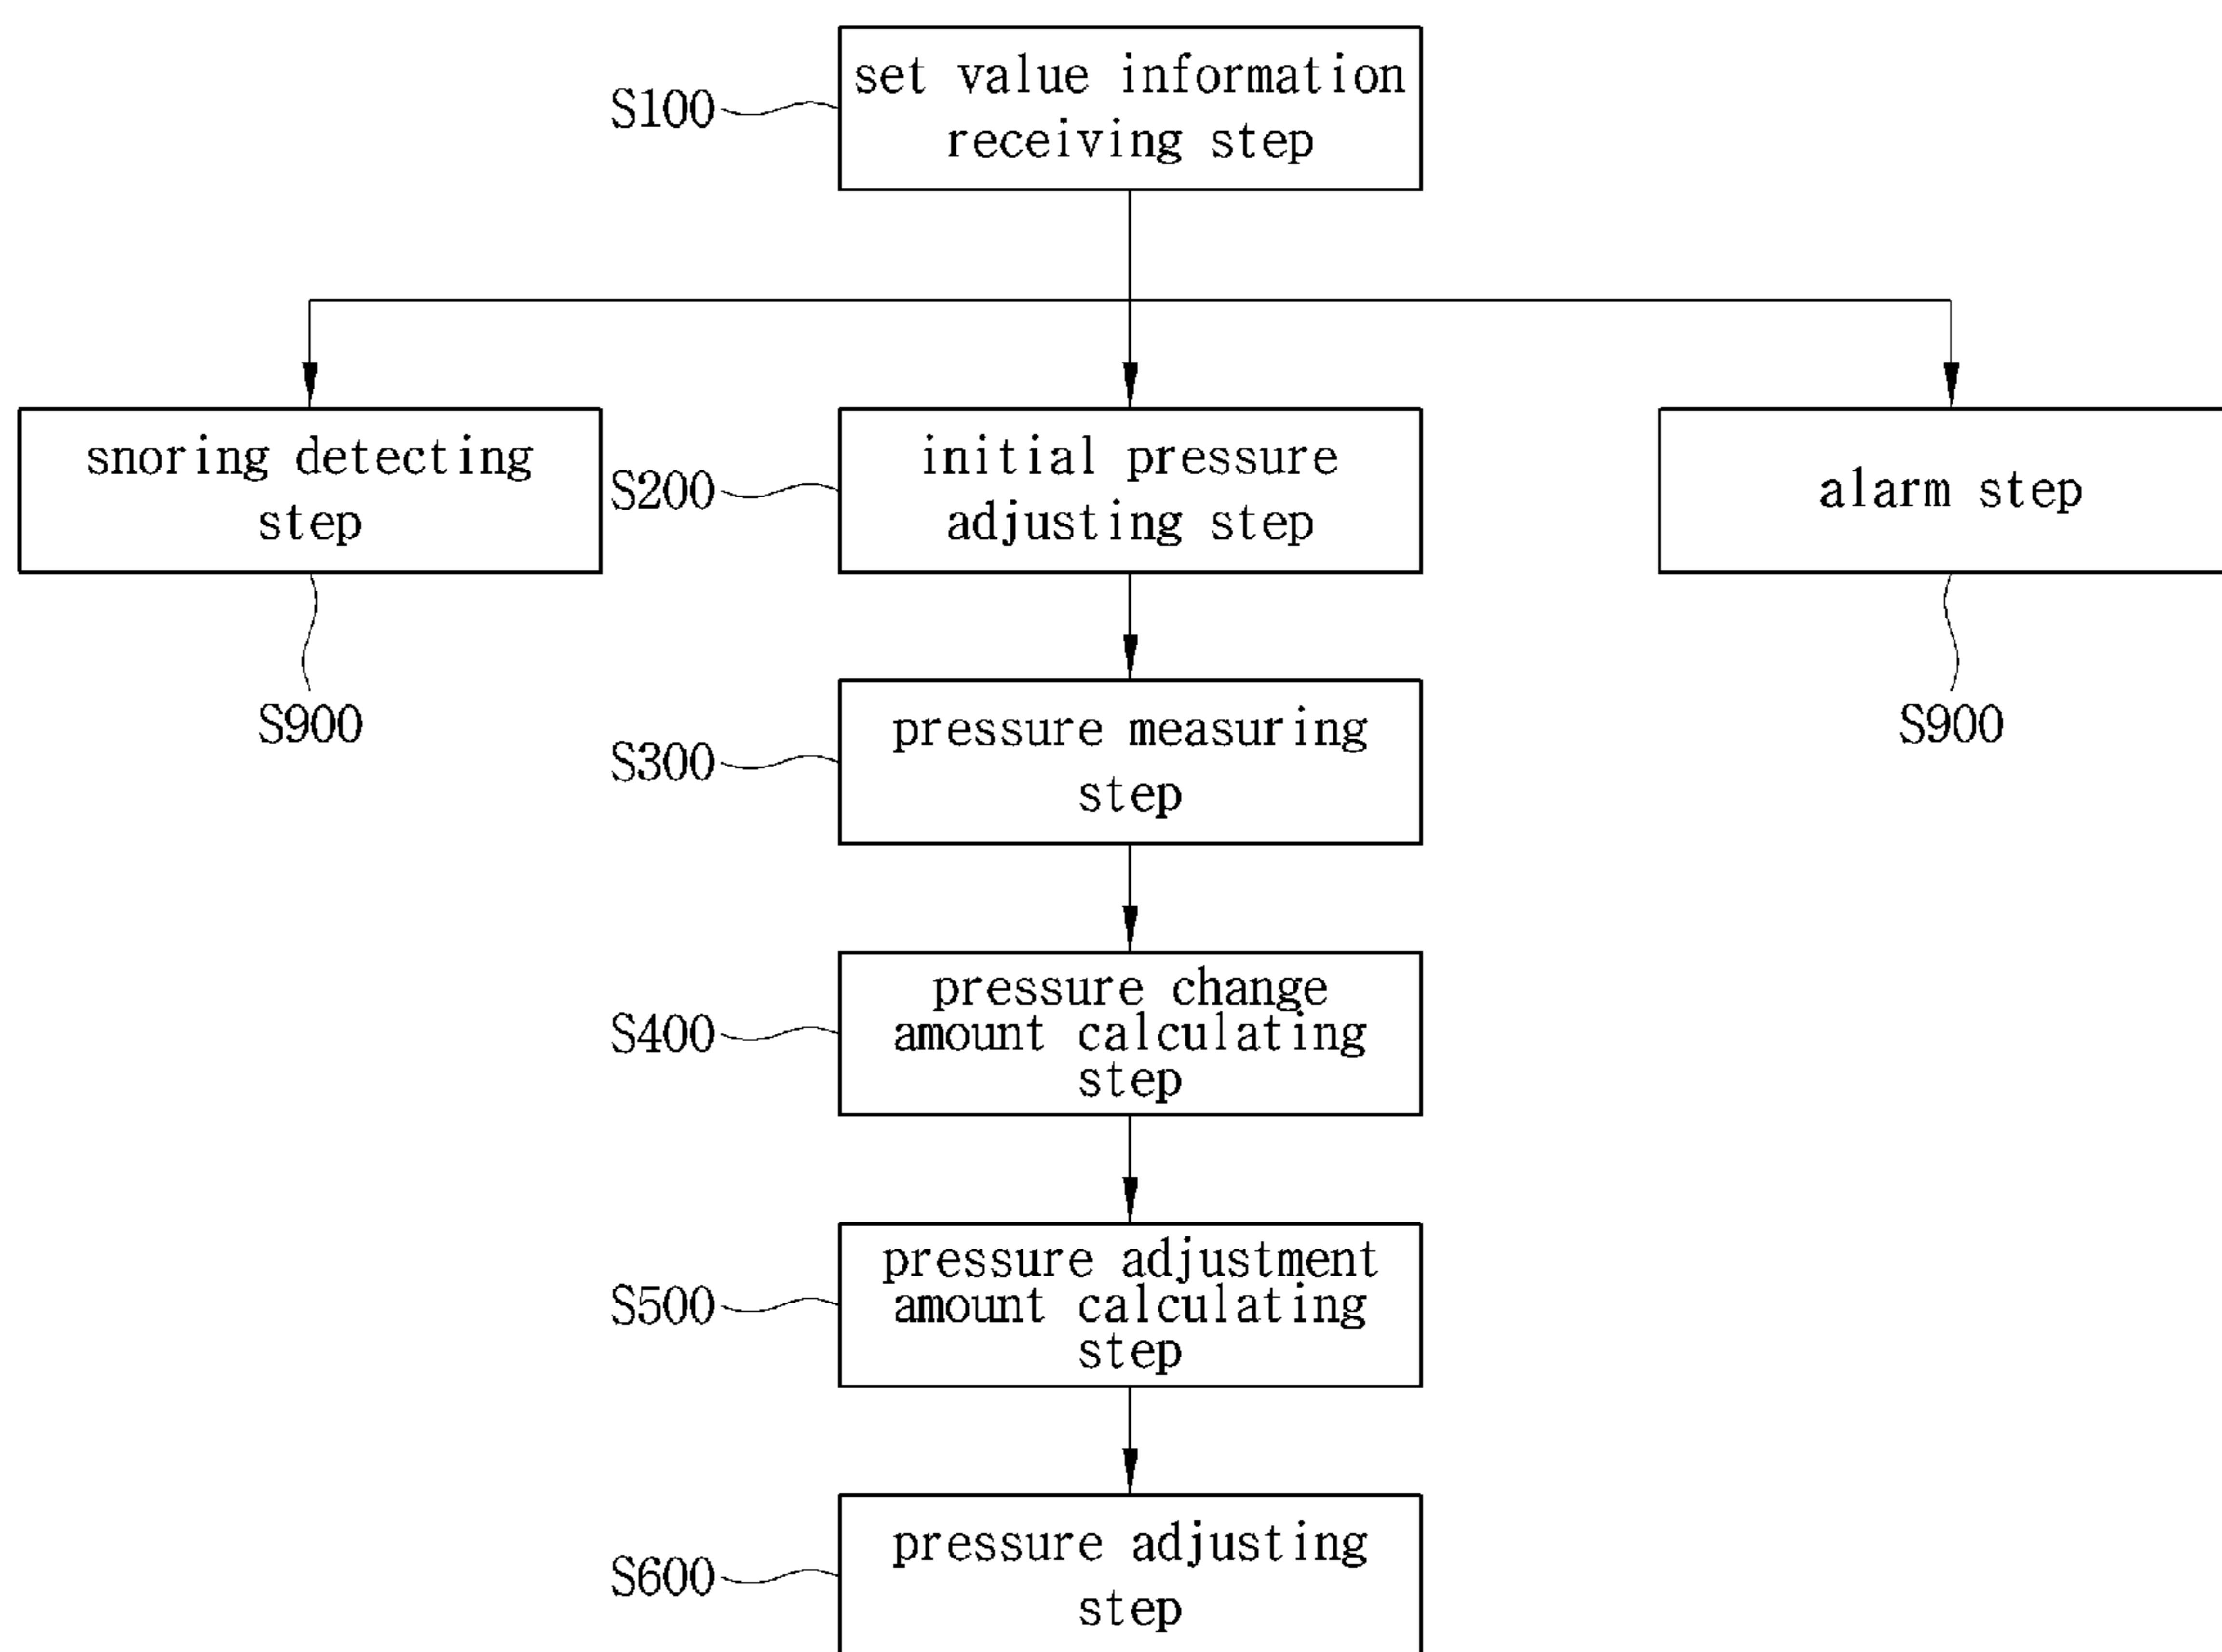 S100
set value information
receiving step
snoring detecting
step
S900
S200
initial pressure
adjusting step
alarm step
S900
S300
pressure measuring
step
S400
pressure change
amount calculating
step
S500
pressure adjustment
amount calculating
step
S600
pressure adjusting
step